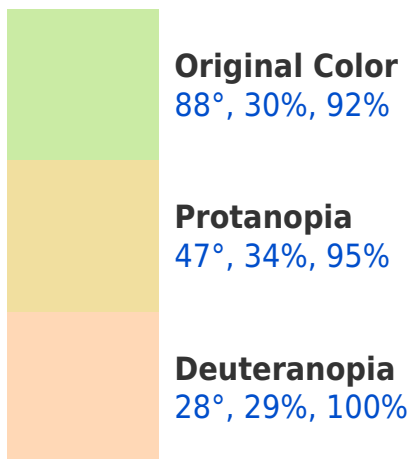 Original Color
88°, 30%, 92%
Protanopia
47°, 34%, 95%
Deuteranopia
28°, 29%, 100%